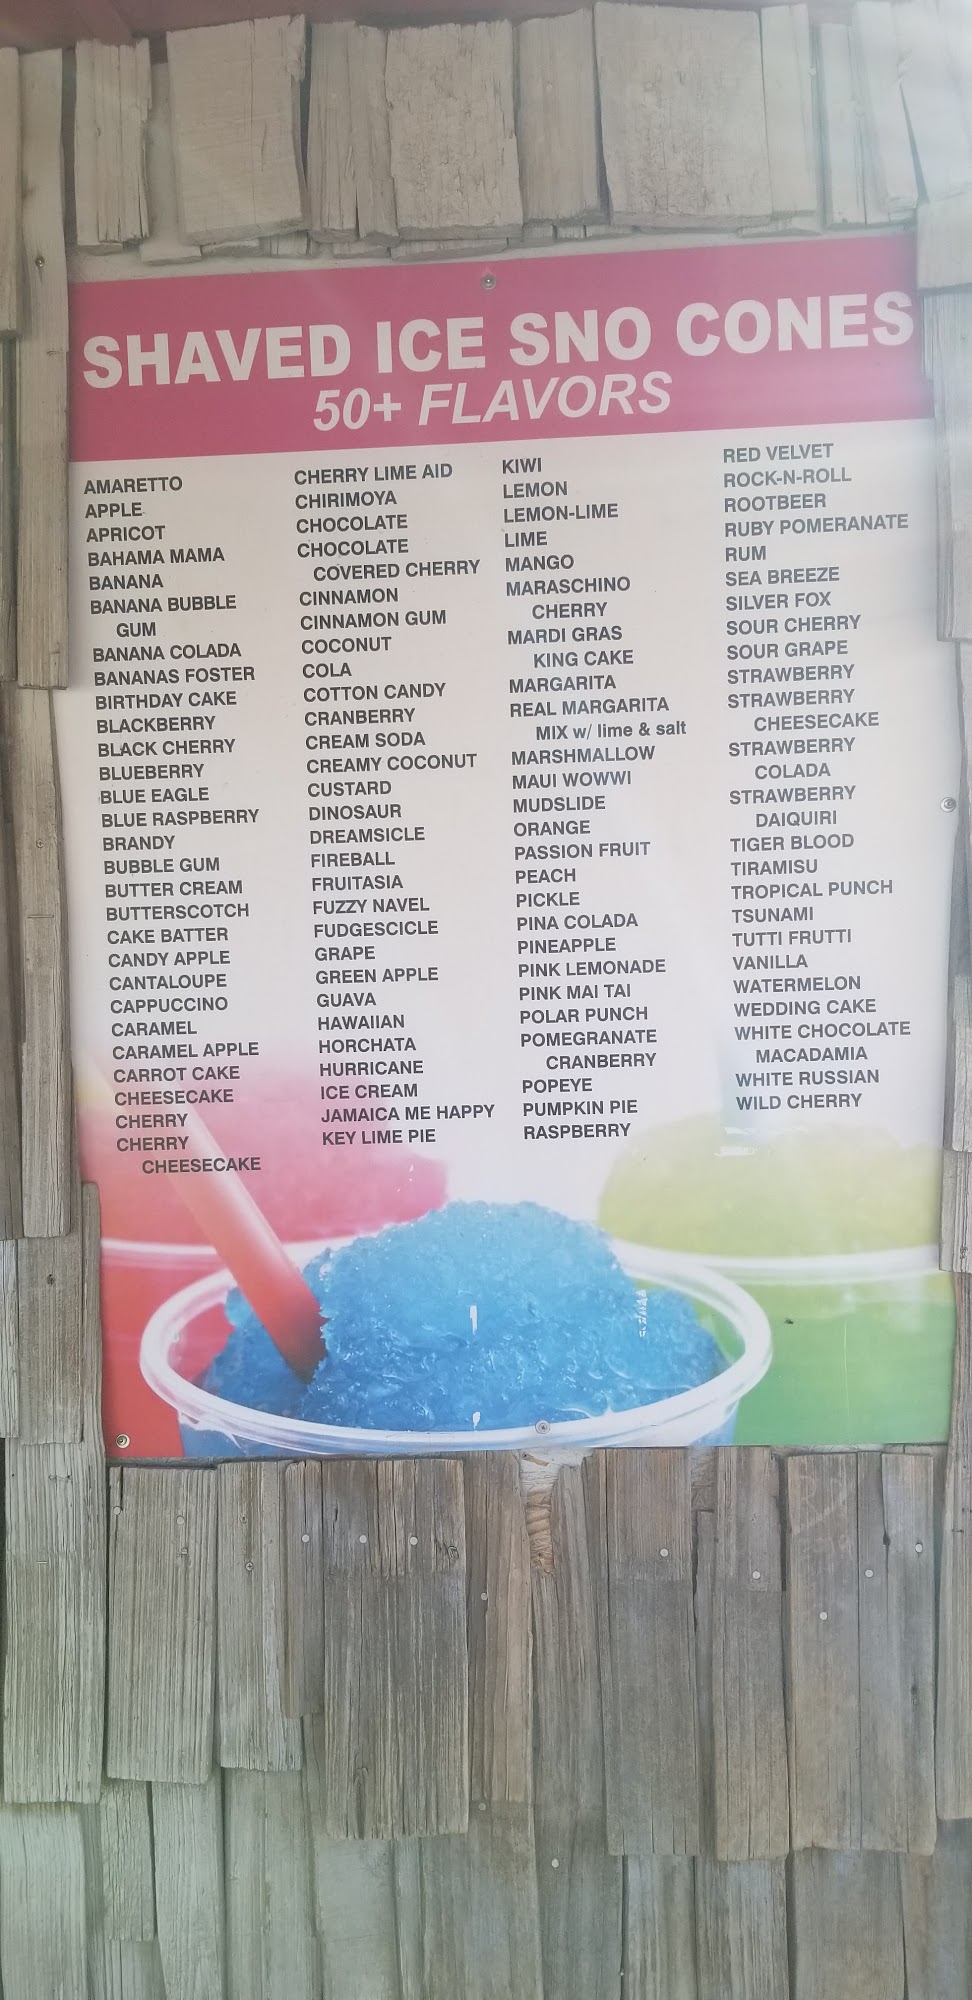 SHAVED ICE SNO CONES
50+ FLAVORS
AMARETTO
APPLE
APRICOT
BAHAMA MAMA
BANANA
BANANA BUBBLE
GUM
BANANA COLADA
BANANAS FOSTER
BIRTHDAY CAKE
BLACKBERRY
BLACK CHERRY
BLUEBERRY
BLUE EAGLE
BLUE RASPBERRY
BRANDY
BUBBLE GUM
BUTTER CREAM
BUTTERSCOTCH
CAKE BATTER
CANDY APPLE
CANTALOUPE
CAPPUCCINO
CARAMEL
CARAMEL APPLE
CARROT CAKE
CHEESECAKE
CHERRY
CHERRY
CHEESECAKE
CHERRY LIME AID
CHIRIMOYA
CHOCOLATE
CHOCOLATE
COVERED CHERRY
CINNAMON
CINNAMON GUM
COCONUT
COLA
COTTON CANDY
CRANBERRY
CREAM SODA
CREAMY COCONUT
CUSTARD
DINOSAUR
DREAMSICLE
FIREBALL
FRUITASIA
FUZZY NAVEL
FUDGESCICLE
GRAPE
GREEN APPLE
GUAVA
HAWAIIAN
HORCHATA
HURRICANE
ICE CREAM
JAMAICA ME HAPPY
KEY LIME PIE
KIWI
LEMON
LEMON-LIME
LIME
MANGO
MARASCHINO
CHERRY
MARDI GRAS
KING CAKE
MARGARITA
REAL MARGARITA
MIX w/ lime & salt
MARSHMALLOW
MAUI WOWWI
MUDSLIDE
ORANGE
PASSION FRUIT
PEACH
PICKLE
PINA COLADA
PINEAPPLE
PINK LEMONADE
PINK MAI TAI
POLAR PUNCH
POMEGRANATE
CRANBERRY
POPEYE
PUMPKIN PIE
RASPBERRY
RED VELVET
ROCK-N-ROLL
ROOTBEER
RUBY POMERANATE
RUM
SEA BREEZE
SILVER FOX
SOUR CHERRY
SOUR GRAPE
STRAWBERRY
STRAWBERRY
CHEESECAKE
STRAWBERRY
COLADA
STRAWBERRY
DAIQUIRI
TIGER BLOOD
TIRAMISU
TROPICAL PUNCH
TSUNAMI
TUTTI FRUTTI
VANILLA
WATERMELON
WEDDING CAKE
WHITE CHOCOLATE
MACADAMIA
WHITE RUSSIAN
WILD CHERRY